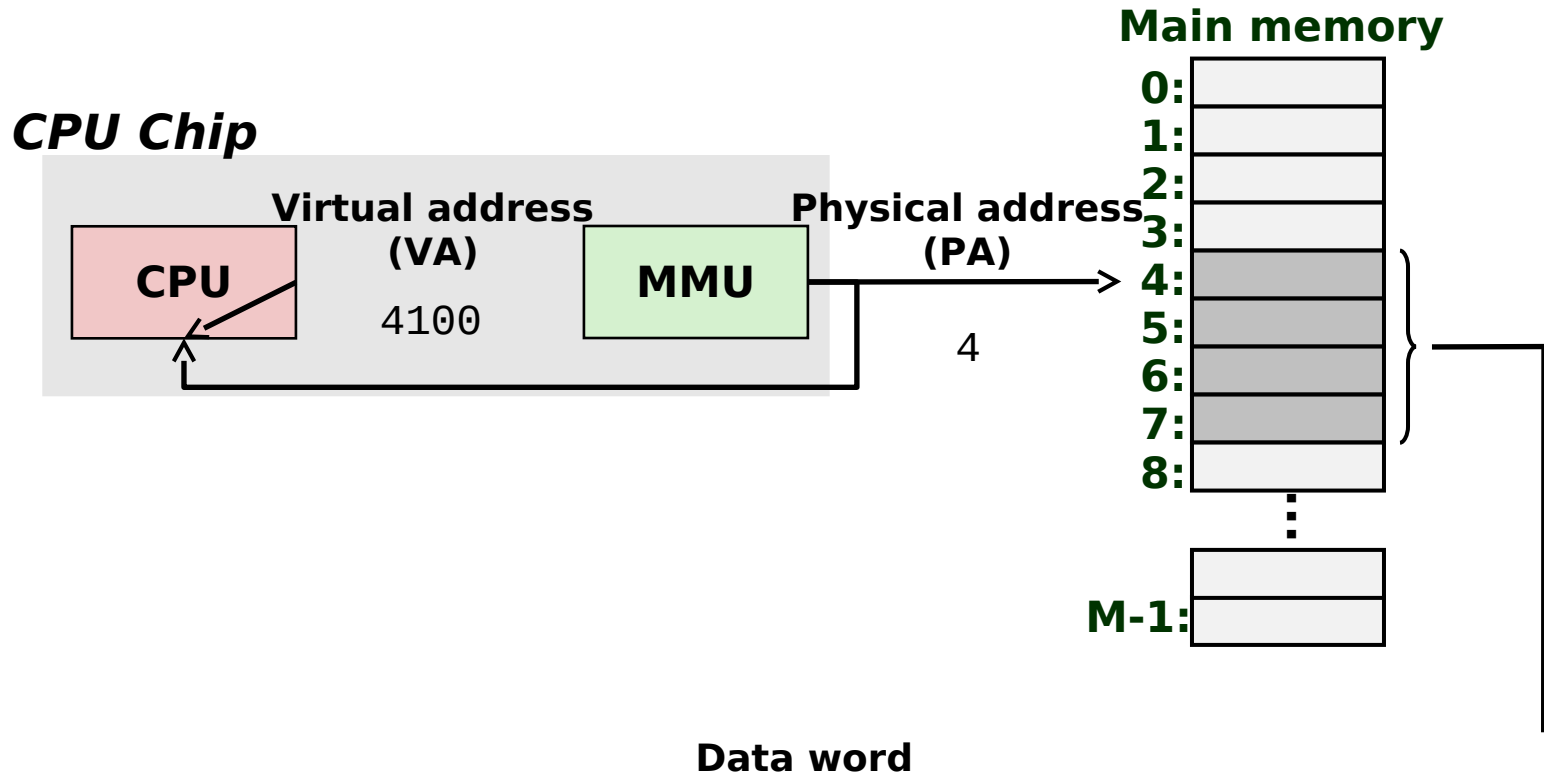 Main memory
0:
CPU Chip
1:
2:
Virtual address
(VA)
Physical address
(PA)
3:
CPU
MMU
4:
4100
4
5:
6:
7:
8:
M-1:
Data word